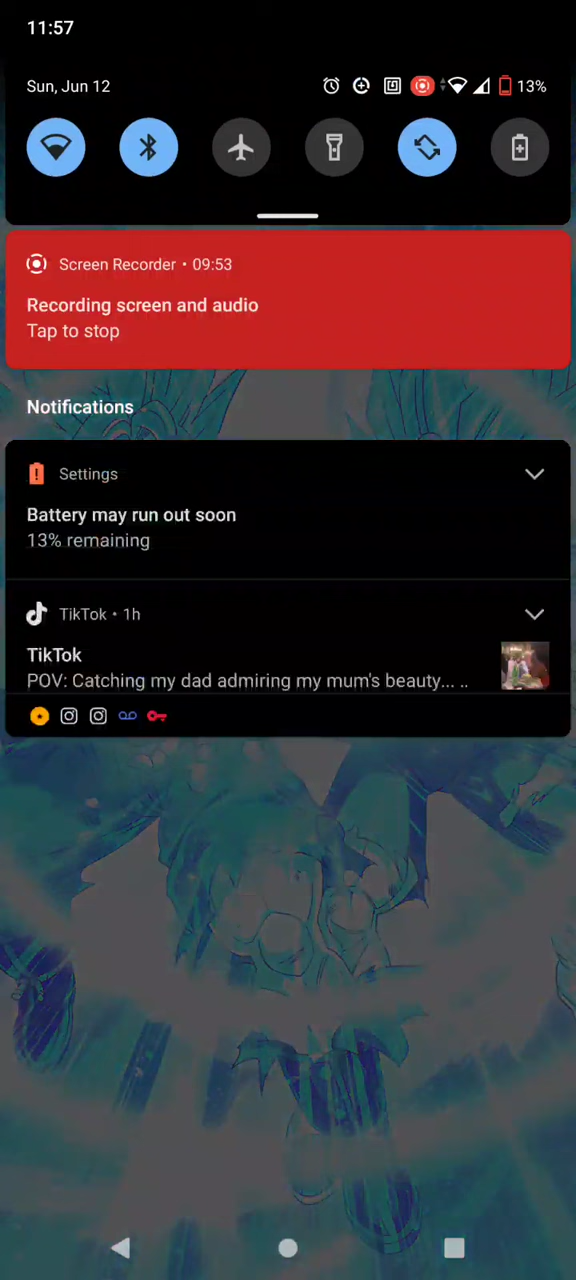 11:57
Sun, Jun 12
13%
Screen Recorder • 09:53
Recording screen and audio
Tap to stop
Notifications
Settings
Battery may run out soon
13% remaining
TikTok • 1h
TikTok
POV: Catching my dad admiring my mum's beauty... ..